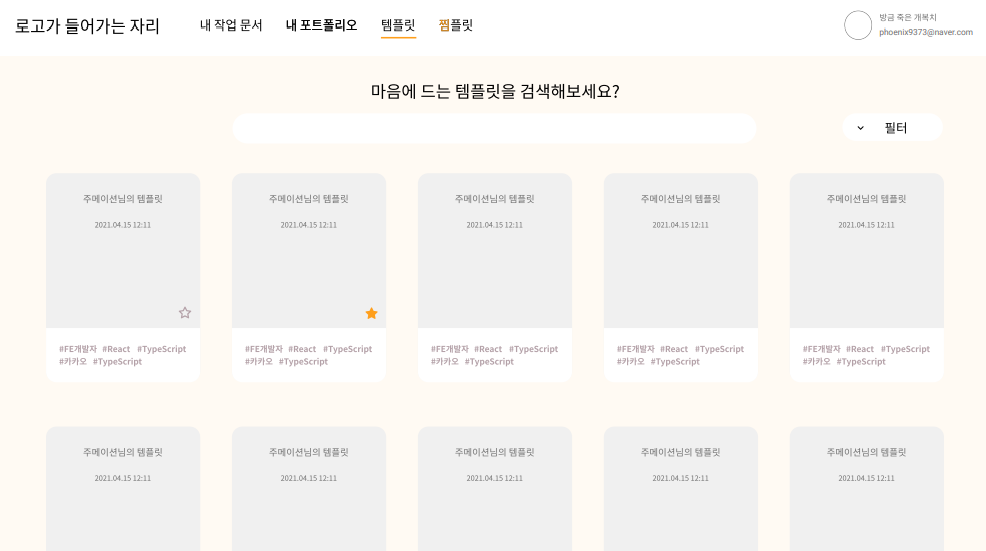 로고가 들어가는 자리 내 작업 문서 내 포트폴리오 템플릿 찜플릿
방금 죽은 개복치
phoenix9373@naver.com
마음에 드는 템플릿을 검색해보세요?
필터
주메이션님의 템플릿 주메이션님의 템플릿 주메이션님의 템플릿 주메이션님의 템플릿 주메이션님의 템플릿
2021.04.15 12:11 2021.04.15 12:11 2021.04.15 12:11 2021.04.15 12:11 2021.04.15 12:11
#FE개발자 #React #TypeScript #FE개발자 #React #TypeScript #FE개발자 #React #TypeScript #FE개발자 #React #TypeScript #FE개발자 #React #TypeScript
#카카오 #TypeScript #카카오 #TypeScript #카카오 #TypeScript #카카오 #TypeScript #카카오 #TypeScript
주메이션님의 템플릿 주메이션님의 템플릿 주메이션님의 템플릿 주메이션님의 템플릿 주메이션님의 템플릿
2021.04.15 12:11 2021.04.15 12:11 2021.04.15 12:11 2021.04.15 12:11 2021.04.15 12:11